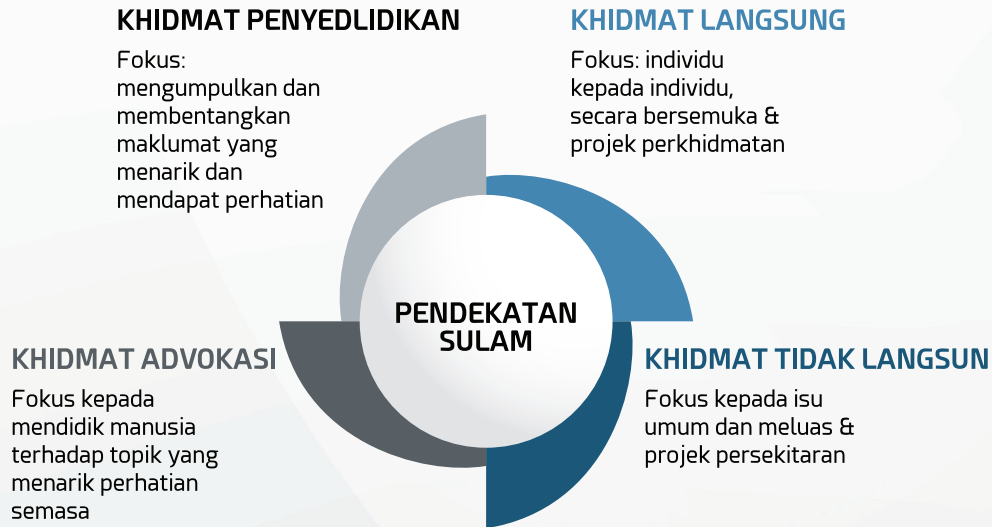 KHIDMAT PENYEDLIDIKAN
Fokus:
mengumpulkan dan
membentangkan
maklumat yang
menarik dan
mendapat perhatian
KHIDMAT LANGSUNG
Fokus: individu
kepada individu,
secara bersemuka &
projek perkhidmatan
PENDEKATAN
SULAM
KHIDMAT ADVOKASI
Fokus kepada
mendidik manusia
terhadap topik yang
menarik perhatian
semasa
KHIDMAT TIDAK LANGSUN
Fokus kepada isu
umum dan meluas &
projek persekitaran